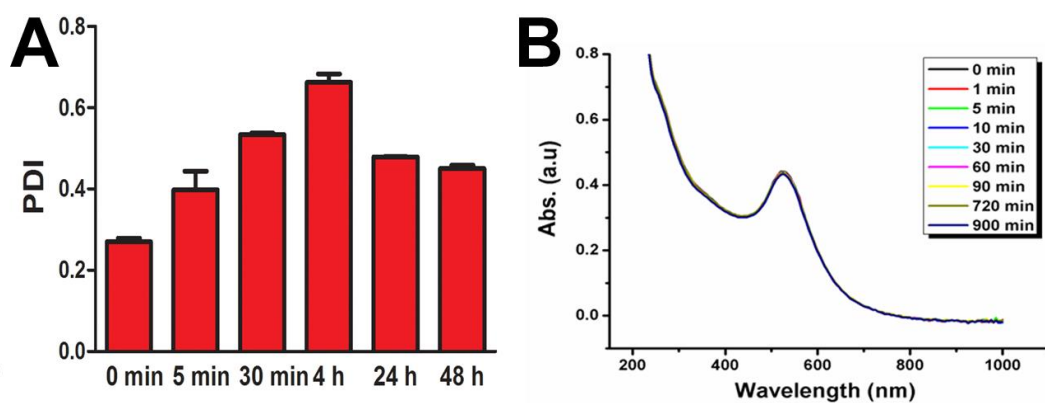 A
PDI
0.8
0.6
0.4
0.2
0.0
0 min 5 min 30 min 4 h 24 h 48 h
B
Abs. (a.u)
0.8
0.6
0.4
0.2
0.0
200 400 600 800 1000
Wavelength (nm)
0 min
1 min
5 min
10 min
30 min
60 min
90 min
720 min
900 min